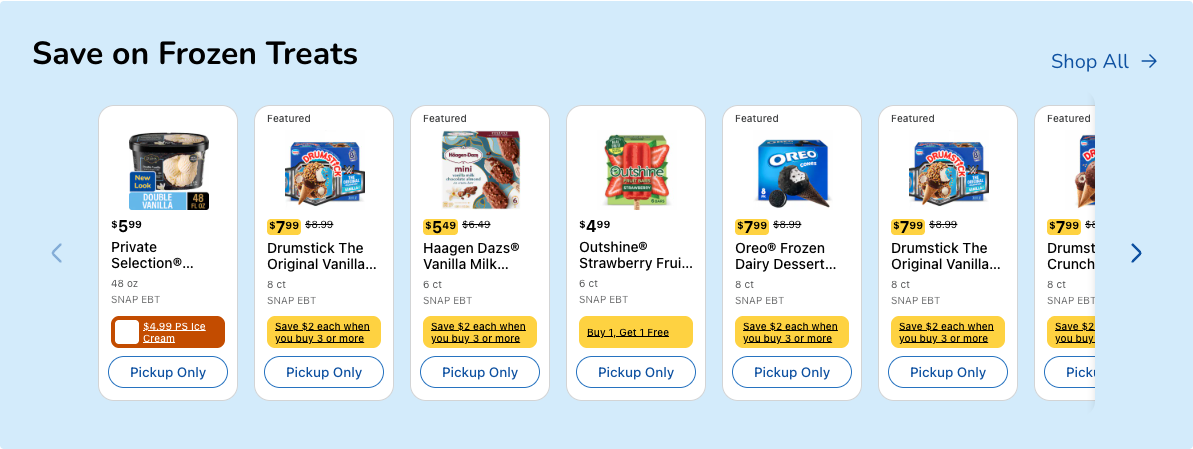 Save on Frozen Treats
Shop All
New
Look
DOUBLE
VANILLA
48
FL OZ
$5.99
Private
Selection®...
48 oz
SNAP EBT
$4.99 PS Ice
Cream
Pickup Only
Featured
DRUMSTICK
$7.99 $8.99
Drumstick The
Original Vanilla...
8 ct
SNAP EBT
Save $2 each when
you buy 3 or more
Pickup Only
Featured
Häagen-Dazs
mini
6
$5.49 $6.49
Haagen Dazs®
Vanilla Milk...
6 ct
SNAP EBT
Save $2 each when
you buy 3 or more
Pickup Only
Outshine
FRUIT BARS
STRAWBERRY
$4.99
Outshine®
Strawberry Frui...
6 ct
SNAP EBT
Buy 1, Get 1 Free
Pickup Only
Featured
OREO
CONES
8
$7.99 $8.99
Oreo® Frozen
Dairy Dessert...
8 ct
SNAP EBT
Save $2 each when
you buy 3 or more
Pickup Only
Featured
DRUMSTICK
$7.99 $8.99
Drumstick The
Original Vanilla...
8 ct
SNAP EBT
Save $2 each when
you buy 3 or more
Pickup Only
Featured
$7.99
Drumst
Crunch
8 ct
SNAP EBT
Save $2
you buy
Pick